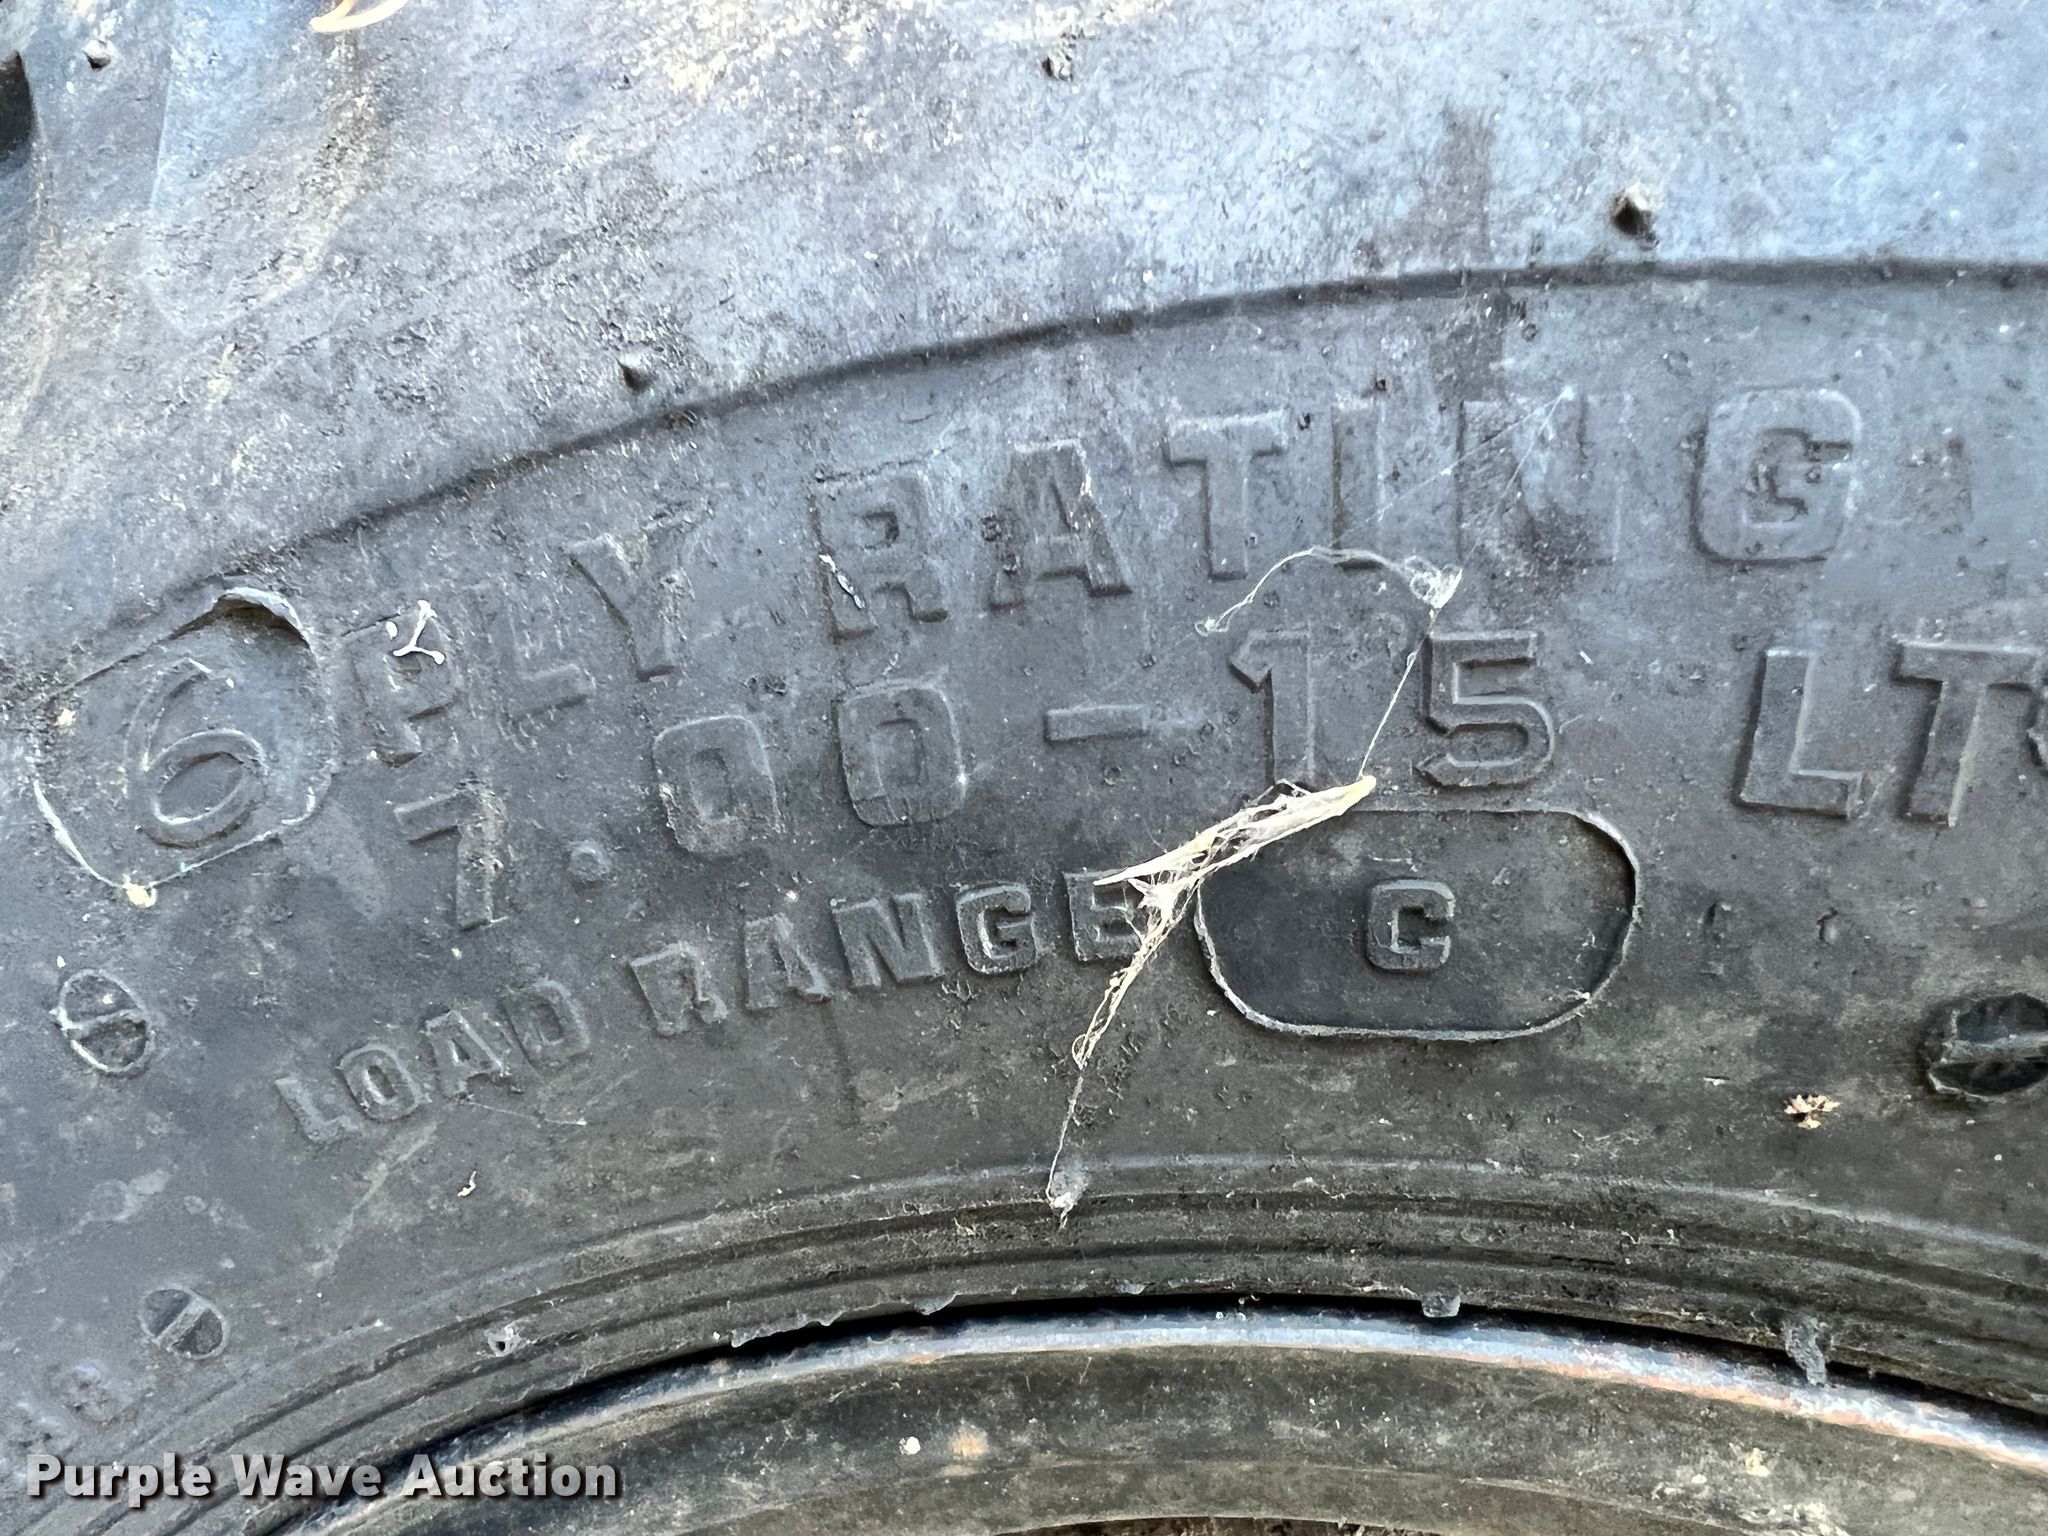 6 PLY RATING
7.00-15 LT
LOAD RANGE C
Purple Wave Auction